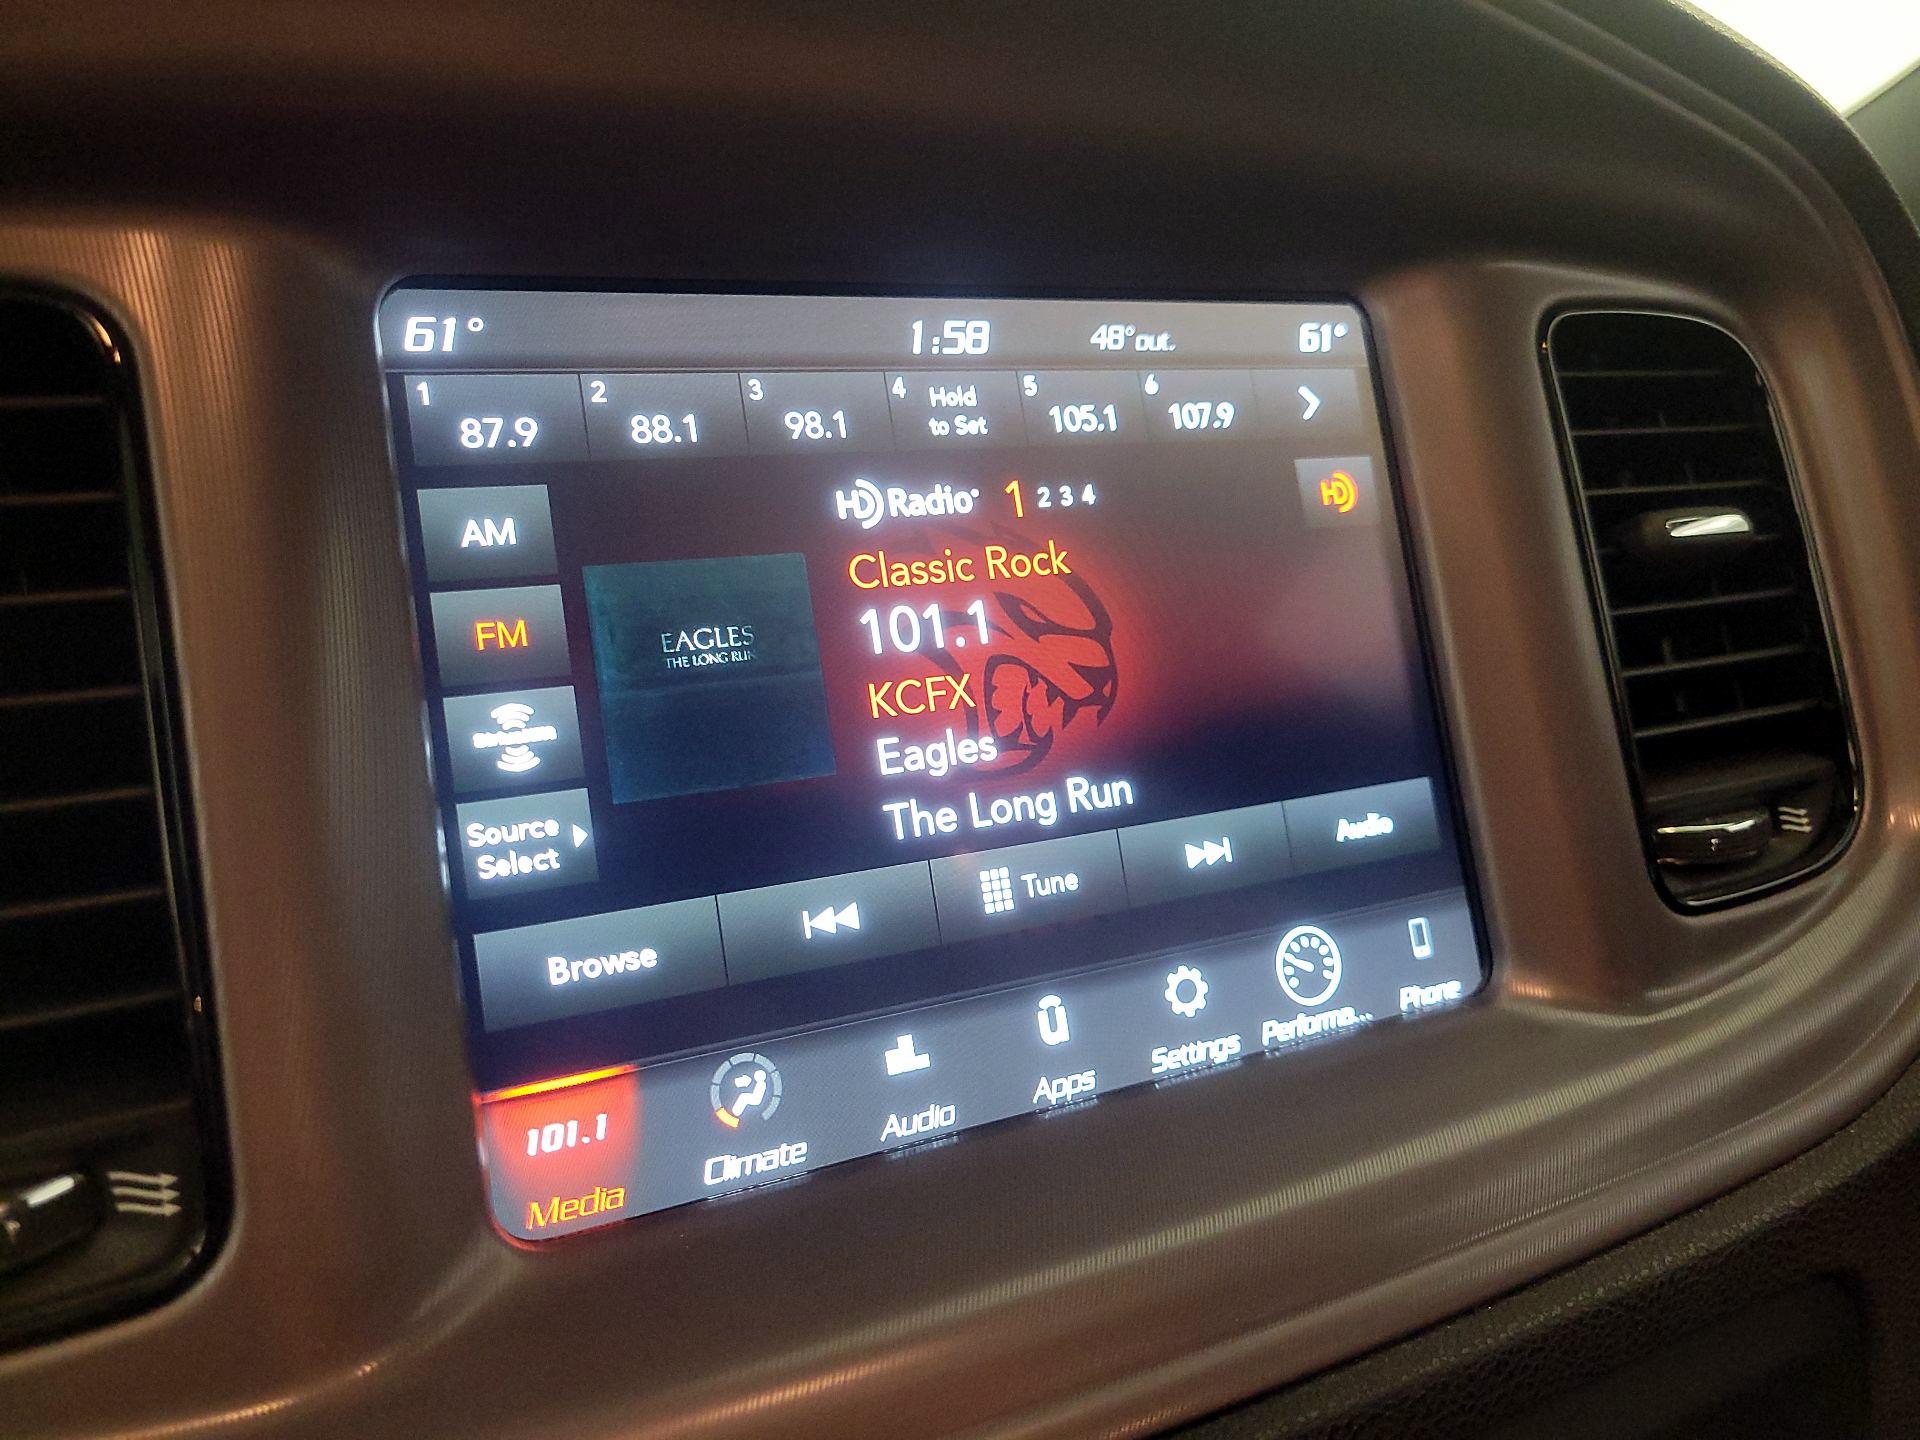 61° 1:58 48° out. 61°
1 2 3 4 Hold 5 6
87.9 88.1 98.1 to Set 105.1 107.9
HD Radio 1 2 3 4 HD
AM
Classic Rock
101.1
FM
EAGLES
THE LONG RUN
KCFX
Eagles
SiriusXM
The Long Run
Source
Select
Browse Tune Audio
101.1
Media Climate Audio Apps Settings Performa... Phone